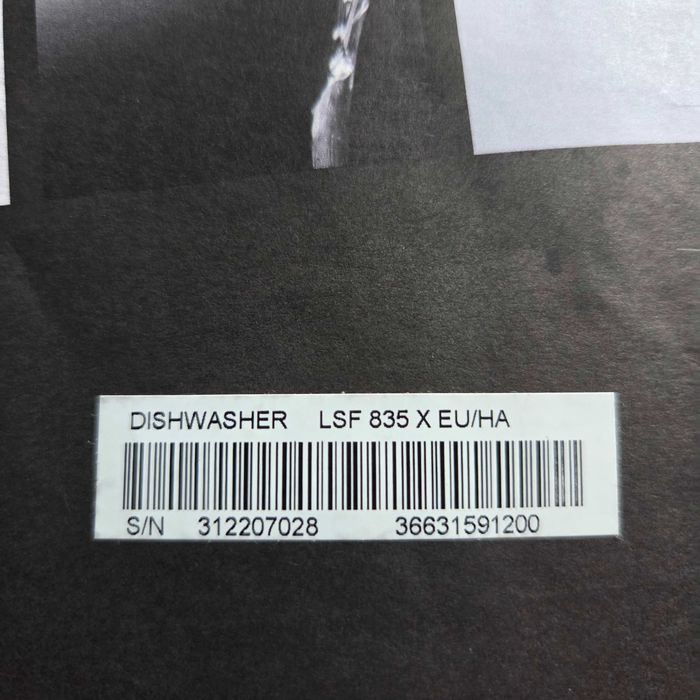 DISHWASHER LSF 835 X EU/HA
S/N 312207028 36631591200